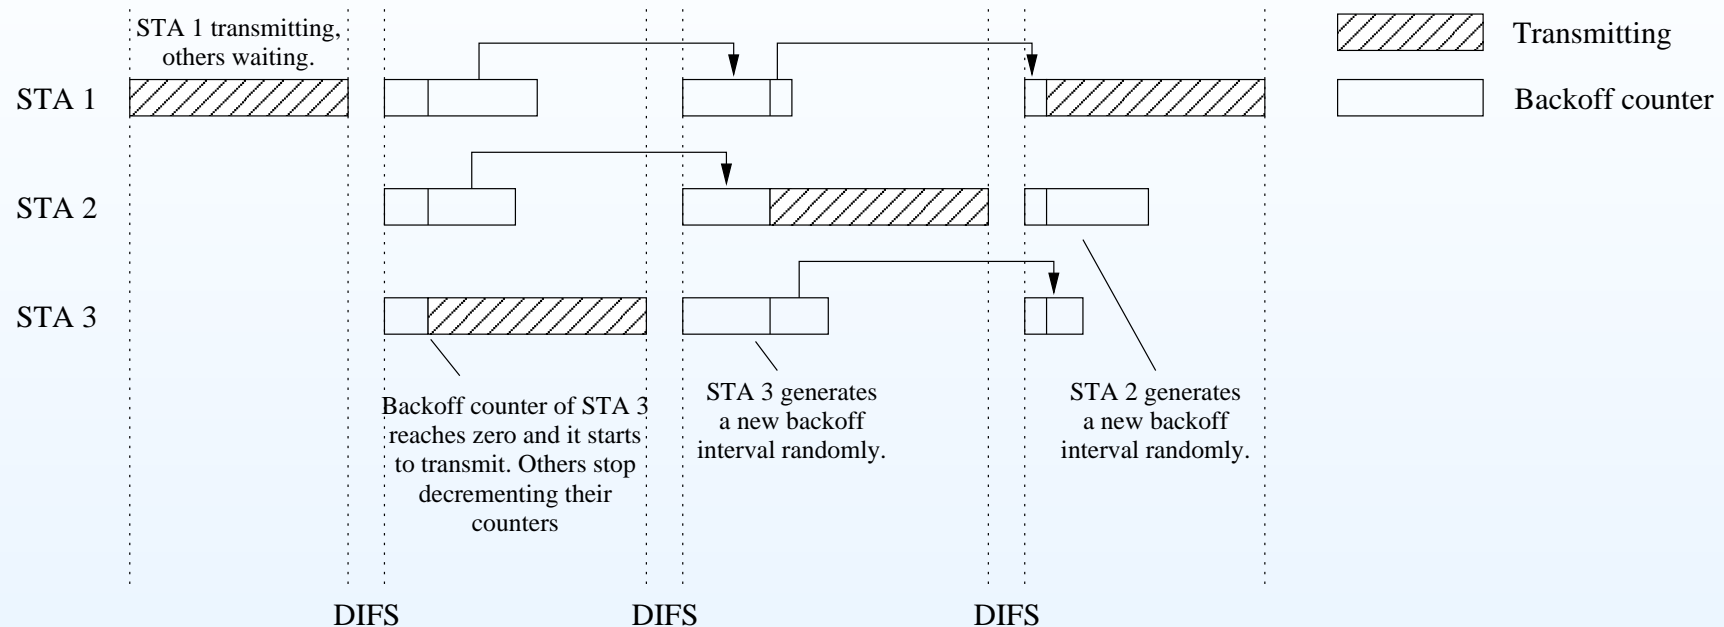 STA 1 transmitting,
others waiting.
Transmitting
STA 1
Backoff counter
STA 2
STA 3
Backoff counter of STA 3
reaches zero and it starts
to transmit. Others stop
decrementing their
counters
STA 3 generates
a new backoff
interval randomly.
STA 2 generates
a new backoff
interval randomly.
DIFS
DIFS
DIFS